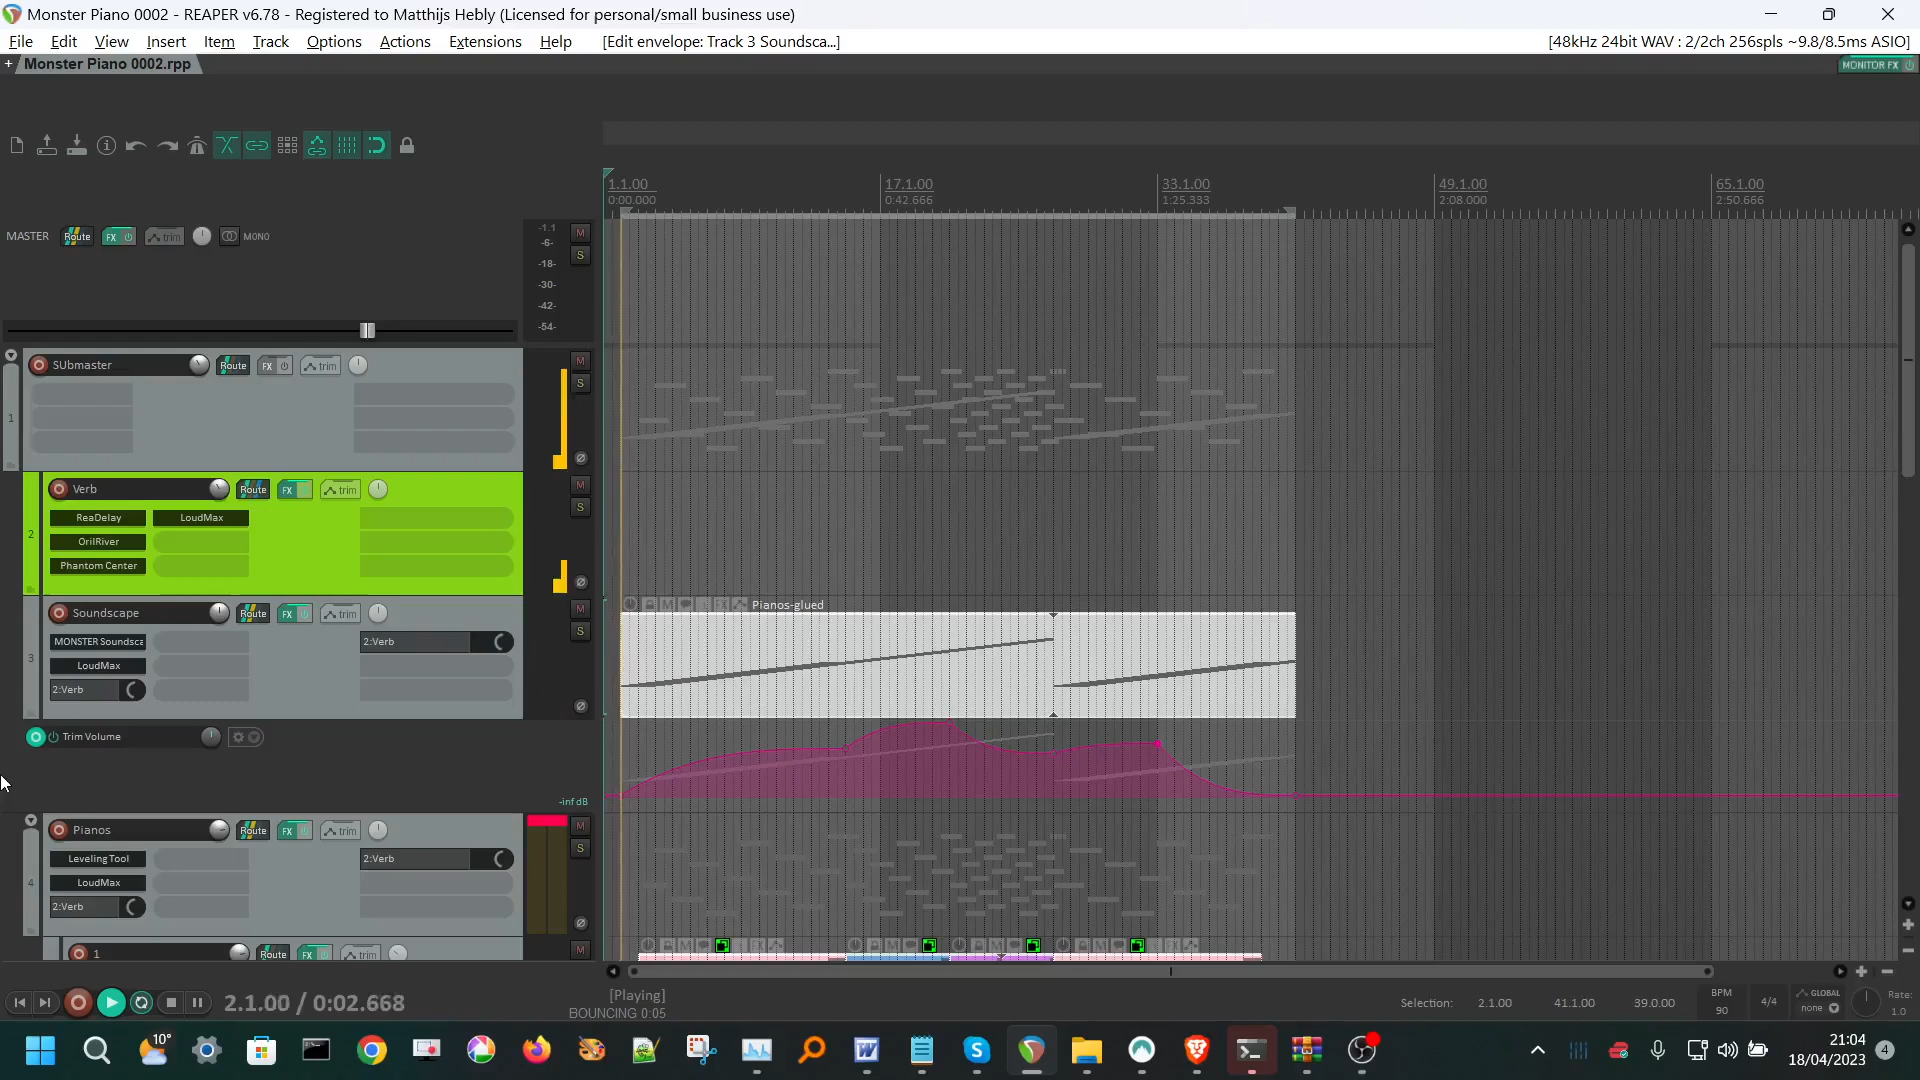 Monster Piano 0002 - REAPER v6.78 - Registered to Matthijs Hebly (Licensed for personal/small business use)
File Edit View Insert Item Track Options Actions Extensions Help [Edit envelope: Track 3 Soundsca...] [48kHz 24bit WAV : 2/2ch 256spls ~9.8/8.5ms ASIO]
+ Monster Piano 0002.rpp MONITOR FX
1.1.00 17.1.00 33.1.00 49.1.00 65.1.00
0:00.000 0:42.666 1:25.333 2:08.000 2:50.666
MASTER Route FX trim MONO
-1.1
-6-
-18-
-30-
-42-
-54-
M
S
1 SUbmaster Route FX trim M
S
2 Verb Route FX trim M
S
ReaDelay LoudMax
OrilRiver
Phantom Center
Pianos-glued
3 Soundscape Route FX trim M
S
MONSTER Soundsca 2:Verb
LoudMax
2:Verb
Trim Volume
-inf dB
4 Pianos Route FX trim M
S
LevelingTool 2:Verb
LoudMax
2:Verb
1 Route FX trim M
2.1.00 / 0:02.668
[Playing]
BOUNCING 0:05
Selection: 2.1.00 41.1.00 39.0.00
BPM
90
4/4
GLOBAL
none
Rate:
1.0
10°
21:04
18/04/2023
4